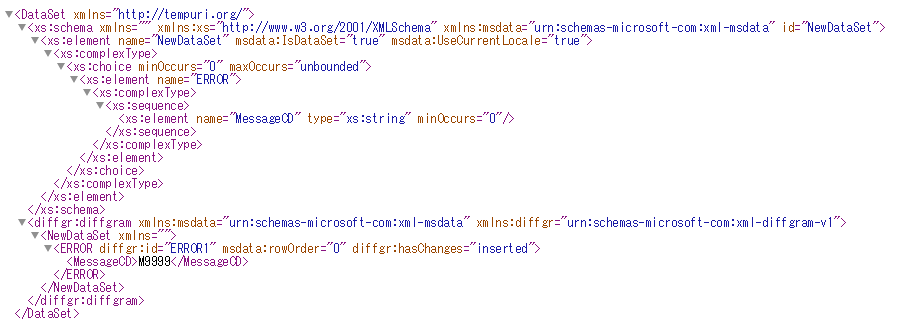 <DataSet xmlns="http://tempuri.org/">
<xs:schema xmlns="" xmlns:xs="http://www.w3.org/2001/XMLSchema" xmlns:msdata="urn:schemas-microsoft-com:xml-msdata" id="NewDataSet">
<xs:element name="NewDataSet" msdata:IsDataSet="true" msdata:UseCurrentLocale="true">
<xs:complexType>
<xs:choice minOccurs="0" maxOccurs="unbounded">
<xs:element name="ERROR">
<xs:complexType>
<xs:sequence>
<xs:element name="MessageCD" type="xs:string" minOccurs="0"/>
</xs:sequence>
</xs:complexType>
</xs:element>
</xs:choice>
</xs:complexType>
</xs:element>
</xs:schema>
<diffgr:diffgram xmlns:msdata="urn:schemas-microsoft-com:xml-msdata" xmlns:diffgr="urn:schemas-microsoft-com:xml-diffgram-v1">
<NewDataSet xmlns="">
<ERROR diffgr:id="ERROR1" msdata:rowOrder="0" diffgr:hasChanges="inserted">
<MessageCD>M9999</MessageCD>
</ERROR>
</NewDataSet>
</diffgr:diffgram>
</DataSet>